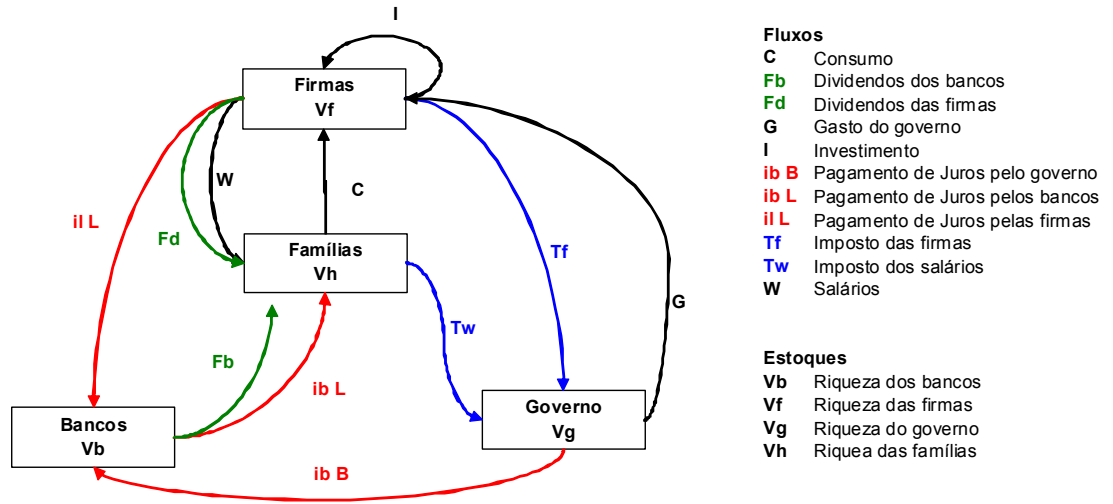 I
Firmas
Vf
W
C
il L
Fd
Famílias
Vh
Tf
G
Tw
Fb
ib L
Bancos
Vb
Governo
Vg
ib B
Fluxos
C Consumo
Fb Dividendos dos bancos
Fd Dividendos das firmas
G Gasto do governo
I Investimento
ib B Pagamento de Juros pelo governo
ib L Pagamento de Juros pelos bancos
il L Pagamento de Juros pelas firmas
Tf Imposto das firmas
Tw Imposto dos salários
W Salários
Estoques
Vb Riqueza dos bancos
Vf Riqueza das firmas
Vg Riqueza do governo
Vh Riquea das famílias